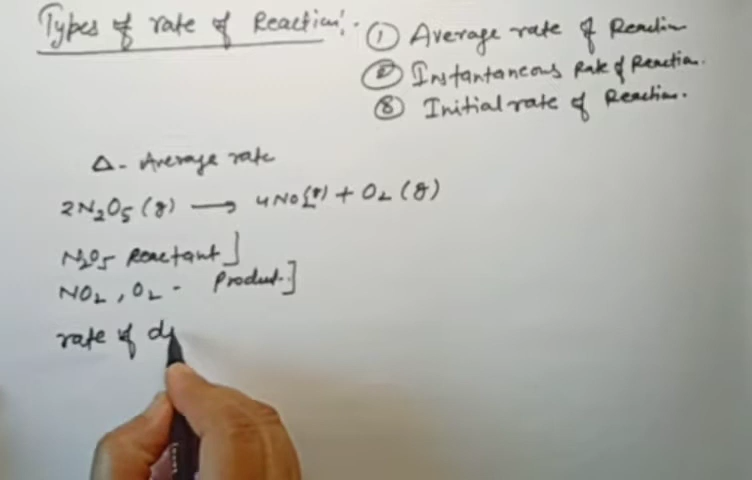 Types of rate of Reaction:-
① Average rate of Reaction
② Instantaneous Rate of Reaction.
③ Initial rate of Reaction.
Δ- Average rate
2N₂O₅(g) ⟶ 4NO₂(g) + O₂(g)
N₂O₅ Reactant]
NO₂, O₂ - Product.]
rate of d